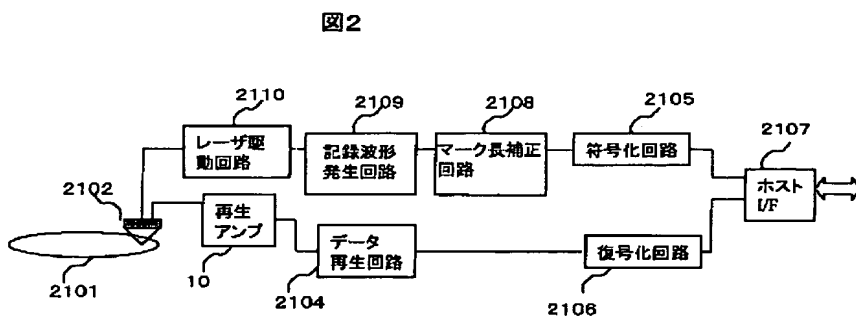 図2
2110
2109
2108
2105
2107
レーザ駆
動回路
記録波形
発生回路
マーク長補正
回路
符号化回路
ホスト
I/F
2102
再生
アンプ
データ
再生回路
復号化回路
2101
10
2104
2106